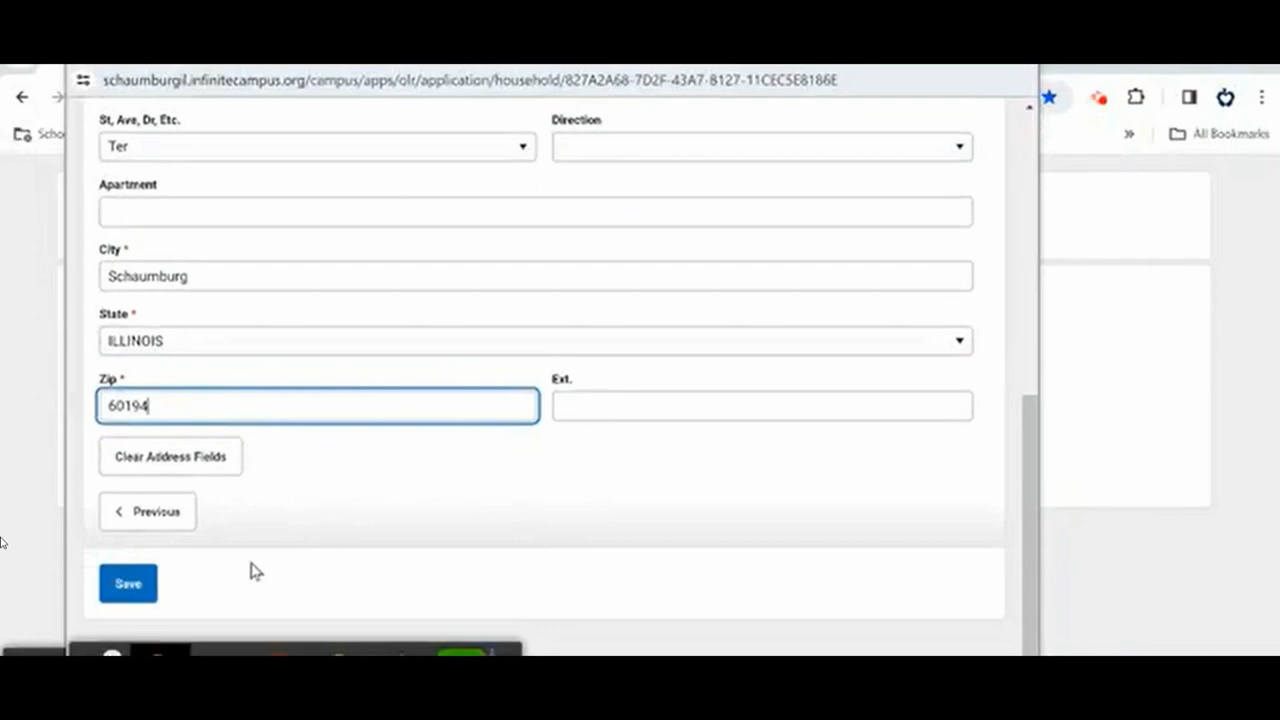 schaumburgil.infinitecampus.org/campus/apps/olr/application/household/827A2A68-7D2F-43A7-8127-11CEC5E8186E
Scho
All Bookmarks
St, Ave, Dr, Etc.
Direction
Ter
Apartment
City *
Schaumburg
State *
ILLINOIS
Zip *
Ext.
60194
Clear Address Fields
Previous
Save